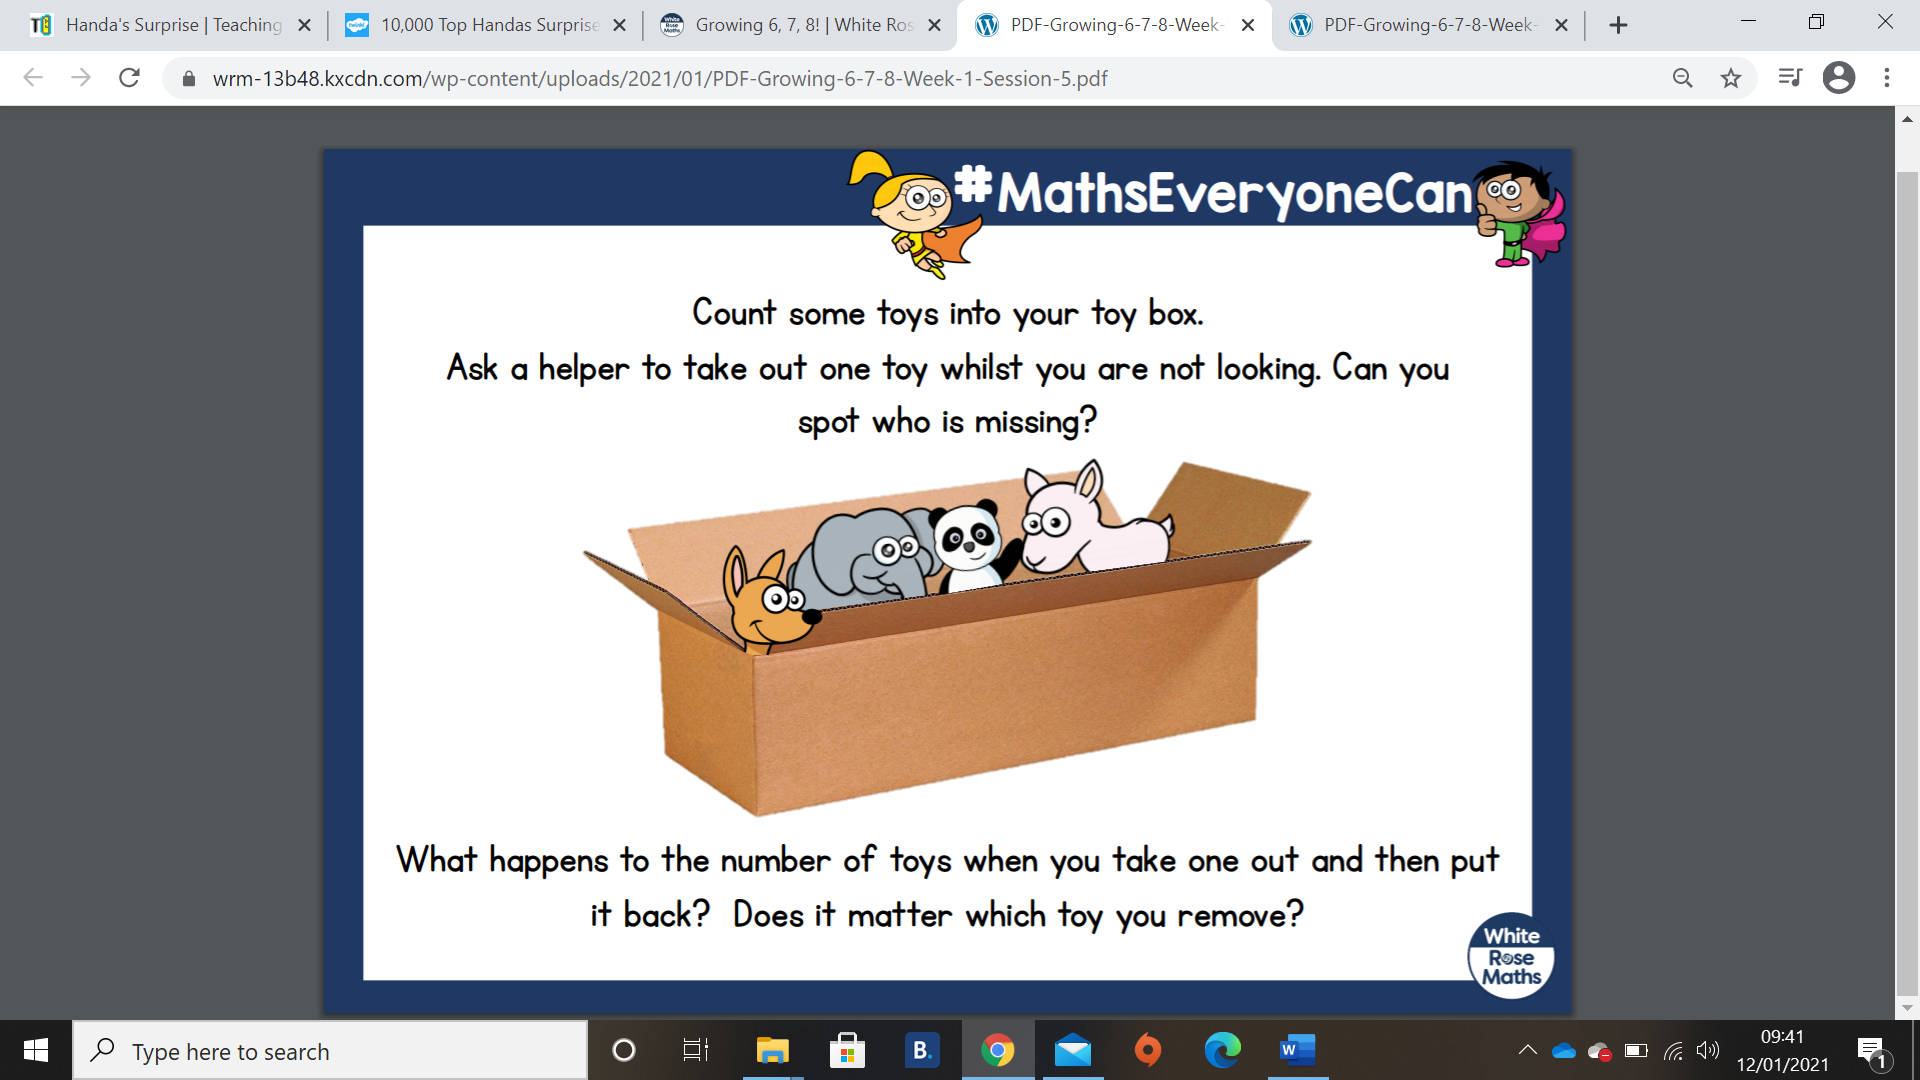 Handa's Surprise | Teaching
10,000 Top Handas Surprise
Growing 6, 7, 8! | White Ros
PDF-Growing-6-7-8-Week-
PDF-Growing-6-7-8-Week-
wrm-13b48.kxcdn.com/wp-content/uploads/2021/01/PDF-Growing-6-7-8-Week-1-Session-5.pdf
#MathsEveryoneCan
Count some toys into your toy box.
Ask a helper to take out one toy whilst you are not looking. Can you
spot who is missing?
What happens to the number of toys when you take one out and then put
it back? Does it matter which toy you remove?
White
Rose
Maths
Type here to search
B.
W
09:41
12/01/2021
1